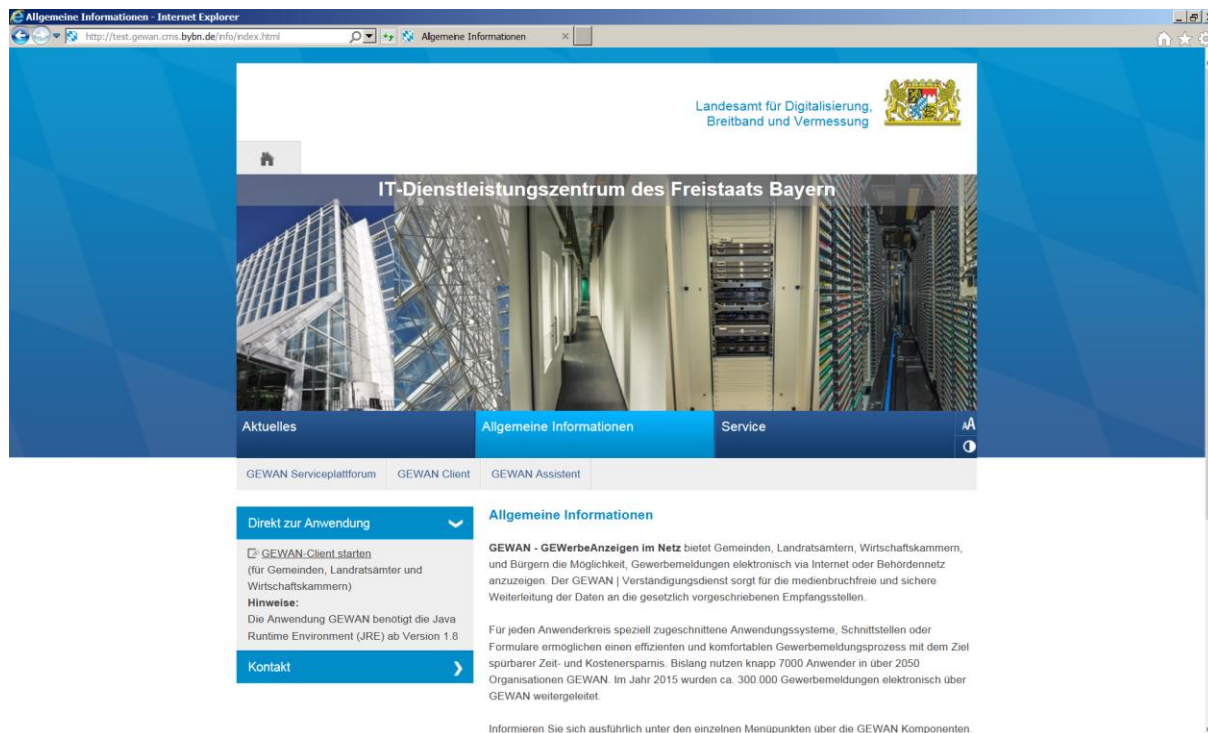 Allgemeine Informationen - Internet Explorer
http://test.gewan.cms.bybn.de/info/index.html
Allgemeine Informationen
Landesamt für Digitalisierung,
Breitband und Vermessung
IT-Dienstleistungszentrum des Freistaats Bayern
Aktuelles
Allgemeine Informationen
Service
AA
GEWAN Serviceplattforum
GEWAN Client
GEWAN Assistent
Direkt zur Anwendung
GEWAN-Client starten
(für Gemeinden, Landratsämter und
Wirtschaftskammern)
Hinweise:
Die Anwendung GEWAN benötigt die Java
Runtime Environment (JRE) ab Version 1.8
Kontakt
Allgemeine Informationen
GEWAN - GEWerbeAnzeigen im Netz bietet Gemeinden, Landratsämtern, Wirtschaftskammern,
und Bürgern die Möglichkeit, Gewerbemeldungen elektronisch via Internet oder Behördennetz
anzuzeigen. Der GEWAN | Verständigungsdienst sorgt für die medienbruchfreie und sichere
Weiterleitung der Daten an die gesetzlich vorgeschriebenen Empfangsstellen.
Für jeden Anwenderkreis speziell zugeschnittene Anwendungssysteme, Schnittstellen oder
Formulare ermöglichen einen effizienten und komfortablen Gewerbemeldungsprozess mit dem Ziel
spürbarer Zeit- und Kostenersparnis. Bislang nutzen knapp 7000 Anwender in über 2050
Organisationen GEWAN. Im Jahr 2015 wurden ca. 300.000 Gewerbemeldungen elektronisch über
GEWAN weitergeleitet.
Informieren Sie sich ausführlich unter den einzelnen Menüpunkten über die GEWAN Komponenten.